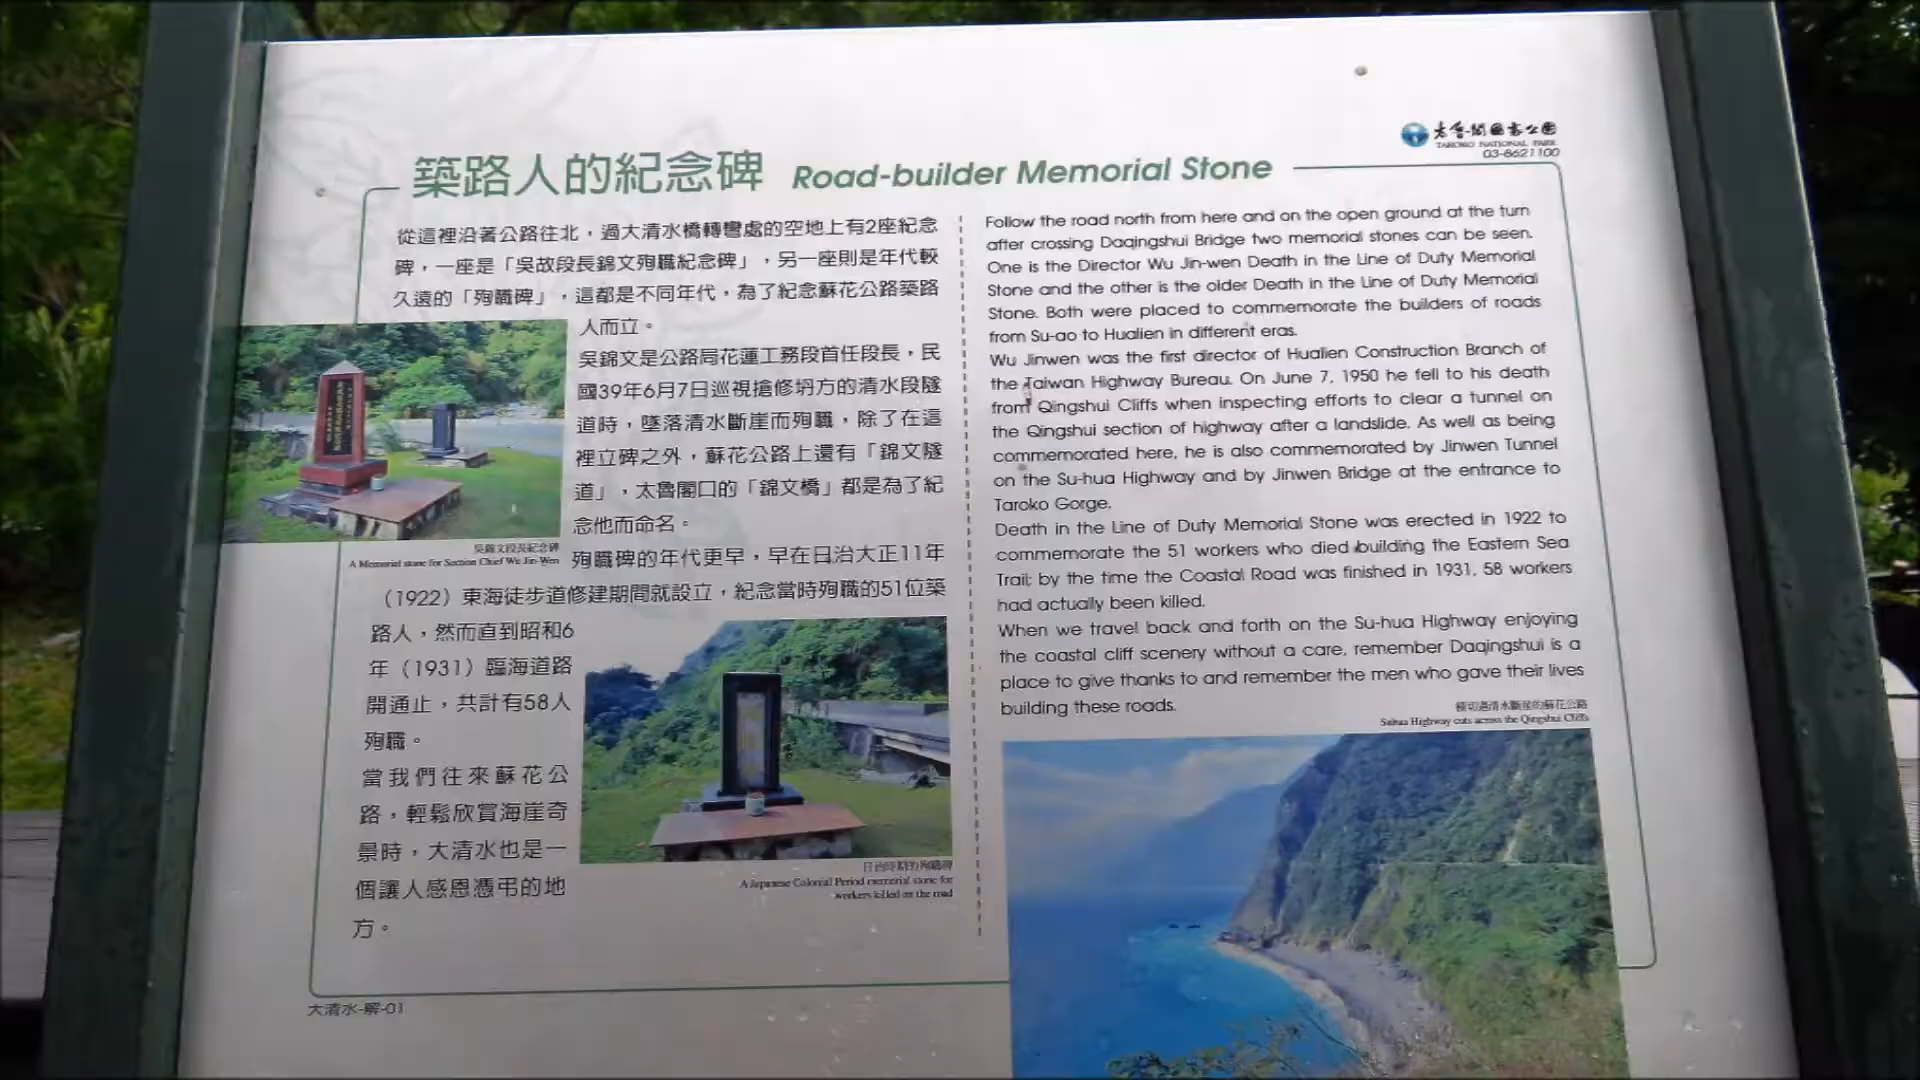 太魯閣國家公園
TAROKO NATIONAL PARK
03-8621100
築路人的紀念碑 Road-builder Memorial Stone
從這裡沿著公路往北，過大清水橋轉彎處的空地上有2座紀念
碑，一座是「吳故段長錦文殉職紀念碑」，另一座則是年代較
久遠的「殉職碑」，這都是不同年代，為了紀念蘇花公路築路
人而立。
吳錦文是公路局花蓮工務段首任段長，民
國39年6月7日巡視搶修坍方的清水段隧
道時，墜落清水斷崖而殉職，除了在這
裡立碑之外，蘇花公路上還有「錦文隧
道」，太魯閣口的「錦文橋」都是為了紀
念他而命名。
吳錦文段長紀念碑
A Memorial stone for Section Chief Wu Jin-Wen
殉職碑的年代更早，早在日治大正11年
（1922）東海徒步道修建期間就設立，紀念當時殉職的51位築
路人，然而直到昭和6
年（1931）臨海道路
開通止，共計有58人
殉職。
當我們往來蘇花公
路，輕鬆欣賞海崖奇
景時，大清水也是一
個讓人感恩憑弔的地
方。
日治時期的殉職碑
A Japanese Colonial Period memorial stone for
workers killed on the road
大清水-解-01
Follow the road north from here and on the open ground at the turn
after crossing Daqingshui Bridge two memorial stones can be seen.
One is the Director Wu Jin-wen Death in the Line of Duty Memorial
Stone and the other is the older Death in the Line of Duty Memorial
Stone. Both were placed to commemorate the builders of roads
from Su-ao to Hualien in different eras.
Wu Jinwen was the first director of Hualien Construction Branch of
the Taiwan Highway Bureau. On June 7, 1950 he fell to his death
from Qingshui Cliffs when inspecting efforts to clear a tunnel on
the Qingshui section of highway after a landslide. As well as being
commemorated here, he is also commemorated by Jinwen Tunnel
on the Su-hua Highway and by Jinwen Bridge at the entrance to
Taroko Gorge.
Death in the Line of Duty Memorial Stone was erected in 1922 to
commemorate the 51 workers who died building the Eastern Sea
Trail; by the time the Coastal Road was finished in 1931, 58 workers
had actually been killed.
When we travel back and forth on the Su-hua Highway enjoying
the coastal cliff scenery without a care, remember Daqingshui is a
place to give thanks to and remember the men who gave their lives
building these roads.
橫切過清水斷崖的蘇花公路
Suhua Highway cuts across the Qingshui Cliffs